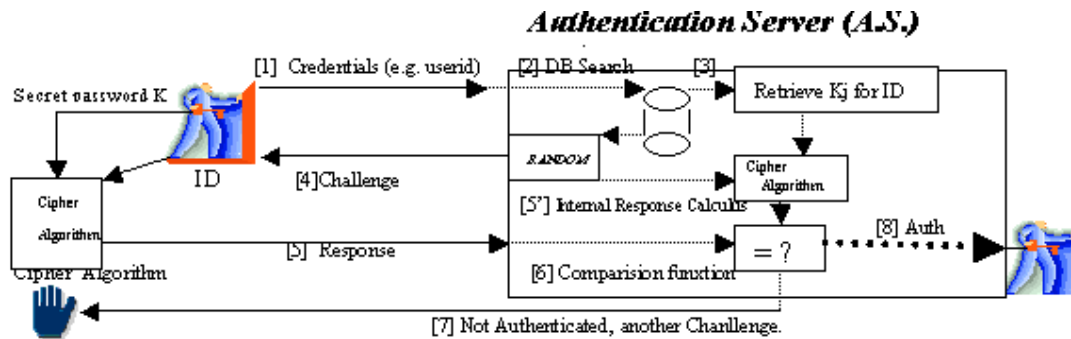 Authentication Server (A.S.)
[1] Credentials (e.g. userid)
[2] DB Search
[3]
Secret password K
Retrieve Kj for ID
RANDOM
ID
[4]Challenge
Cipher
Algorithm
[5'] Internal Response Calculus
Cipher
Algorithm
[5] Response
= ?
[8] Auth
[6] Comparision funxtion
Cipher Algorithm
[7] Not Authenticated, another Chanllenge.